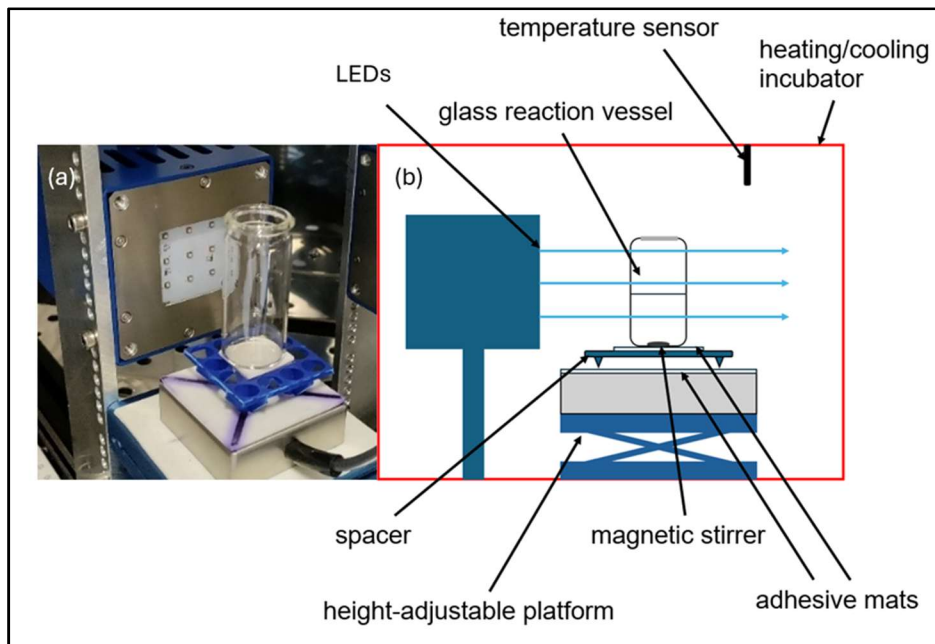 temperature sensor
heating/cooling
incubator
LEDs
glass reaction vessel
(a)
(b)
spacer
magnetic stirrer
adhesive mats
height-adjustable platform